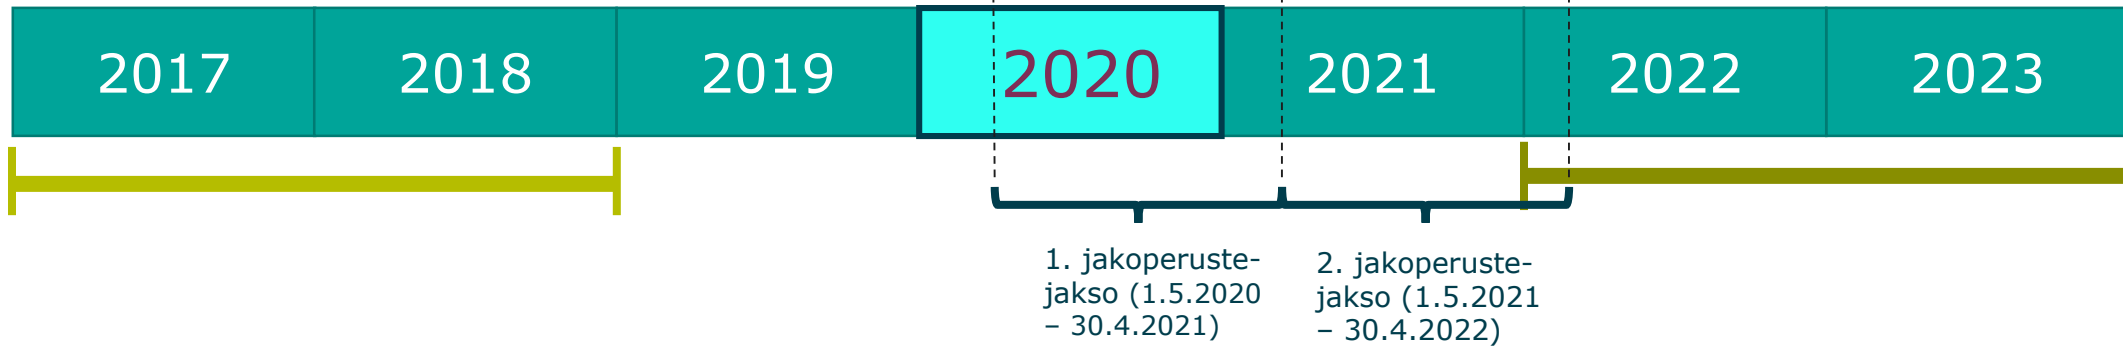 2017 2018 2019 2020 2021 2022 2023
1. jakoperuste-
jakso (1.5.2020
– 30.4.2021)
2. jakoperuste-
jakso (1.5.2021
– 30.4.2022)